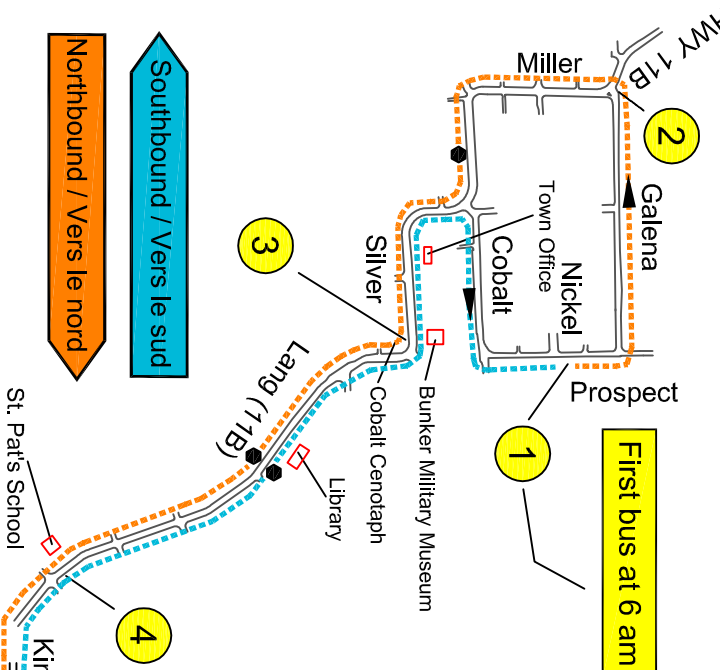 HWY 11B
Miller
2
Galena
Northbound / Vers le nord
Southbound / Vers le sud
Town Office
Cobalt
Nickel
3
Silver
Prospect
Lang (11B)
Cobalt Cenotaph
Bunker Military Museum
1
First bus at 6 am
Library
St. Pat's School
4